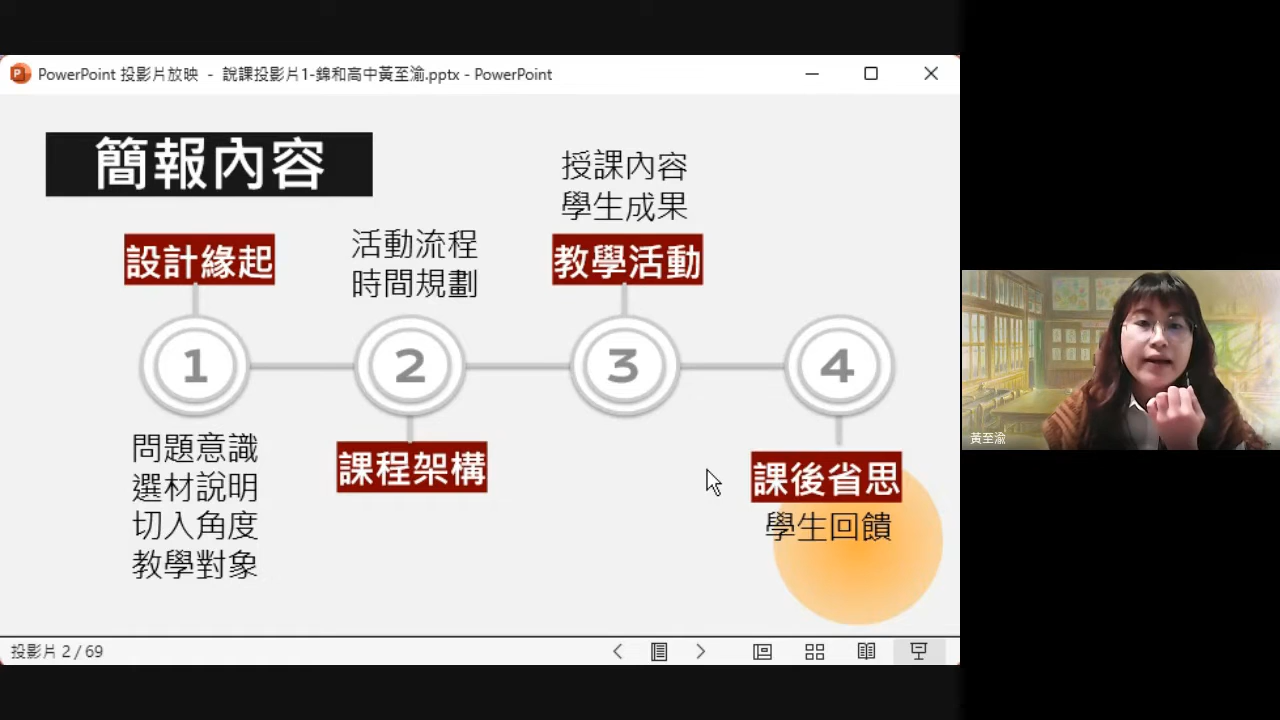 PowerPoint 投影片放映 - 說課投影片1-錦和高中黃至渝.pptx - PowerPoint
簡報內容
設計緣起
1
問題意識
選材說明
切入角度
教學對象
活動流程
時間規劃
2
課程架構
授課內容
學生成果
教學活動
3
4
課後省思
學生回饋
黃至渝
投影片 2 / 69